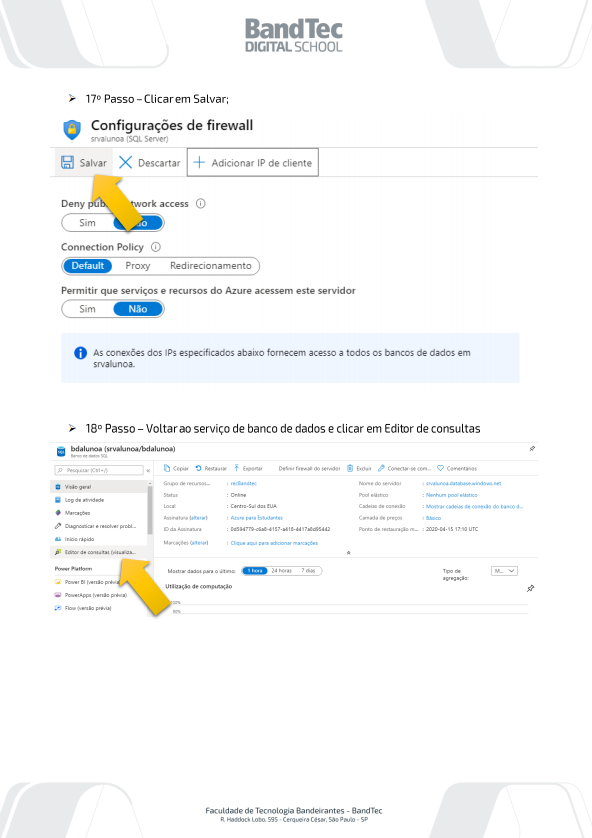 BandTec
DIGITAL SCHOOL
➢ 17º Passo – Clicar em Salvar;
Configurações de firewall
srvalunoa (SQL Server)
Salvar Descartar Adicionar IP de cliente
Deny network access
Sim
Connection Policy
Default Proxy Redirecionamento
Permitir que serviços e recursos do Azure acessem este servidor
Sim Não
As conexões dos IPs especificados abaixo fornecem acesso a todos os bancos de dados em
srvalunoa.
➢ 18º Passo – Voltar ao serviço de banco de dados e clicar em Editor de consultas
bdalunoa (srvalunoa/bdalunoa)
Banco de dados SQL
Pesquisar (Ctrl+/) «
Copiar Restaurar Exportar Definir firewall do servidor Excluir Conectar-se com... Comentários
Visão geral
Log de atividade
Marcações
Diagnosticar e resolver probl...
Início rápido
Editor de consultas (visualiza...
Power Platform
Power BI (versão prévia)
PowerApps (versão prévia)
Flow (versão prévia)
Grupo de recursos... :
Status : Online
Local : Centro-Sul dos EUA
Assinatura (alterar) : Azure para Estudantes
ID da Assinatura :
Marcações (alterar) : Clique aqui para adicionar marcações
Nome do servidor : srvalunoa.database.windows.net
Pool elástico : Nenhum pool elástico
Cadeias de conexão : Mostrar cadeias de conexão do banco d...
Camada de preços : Básico
Ponto de restauração m... : 2020-04-15 17:10 UTC
Mostrar dados para o último: 1 hora 24 horas 7 dias
Tipo de
agregação:
M...
Utilização de computação
100%
90%
Faculdade de Tecnologia Bandeirantes - BandTec
R. Haddock Lobo, 595 - Cerqueira César, São Paulo - SP